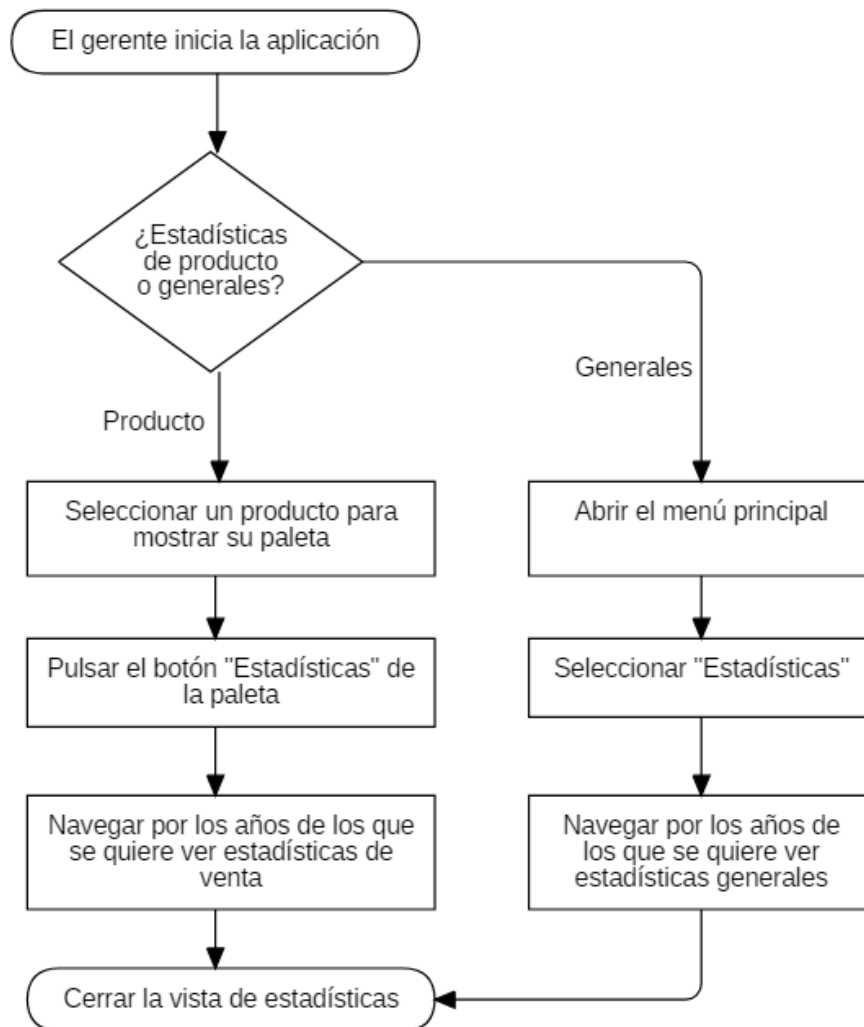 El gerente inicia la aplicación
¿Estadísticas
de producto
o generales?
Generales
Producto
Seleccionar un producto para
mostrar su paleta
Abrir el menú principal
Pulsar el botón "Estadísticas" de
la paleta
Seleccionar "Estadísticas"
Navegar por los años de los que
se quiere ver estadísticas de
venta
Navegar por los años de
los que se quiere ver
estadísticas generales
Cerrar la vista de estadísticas